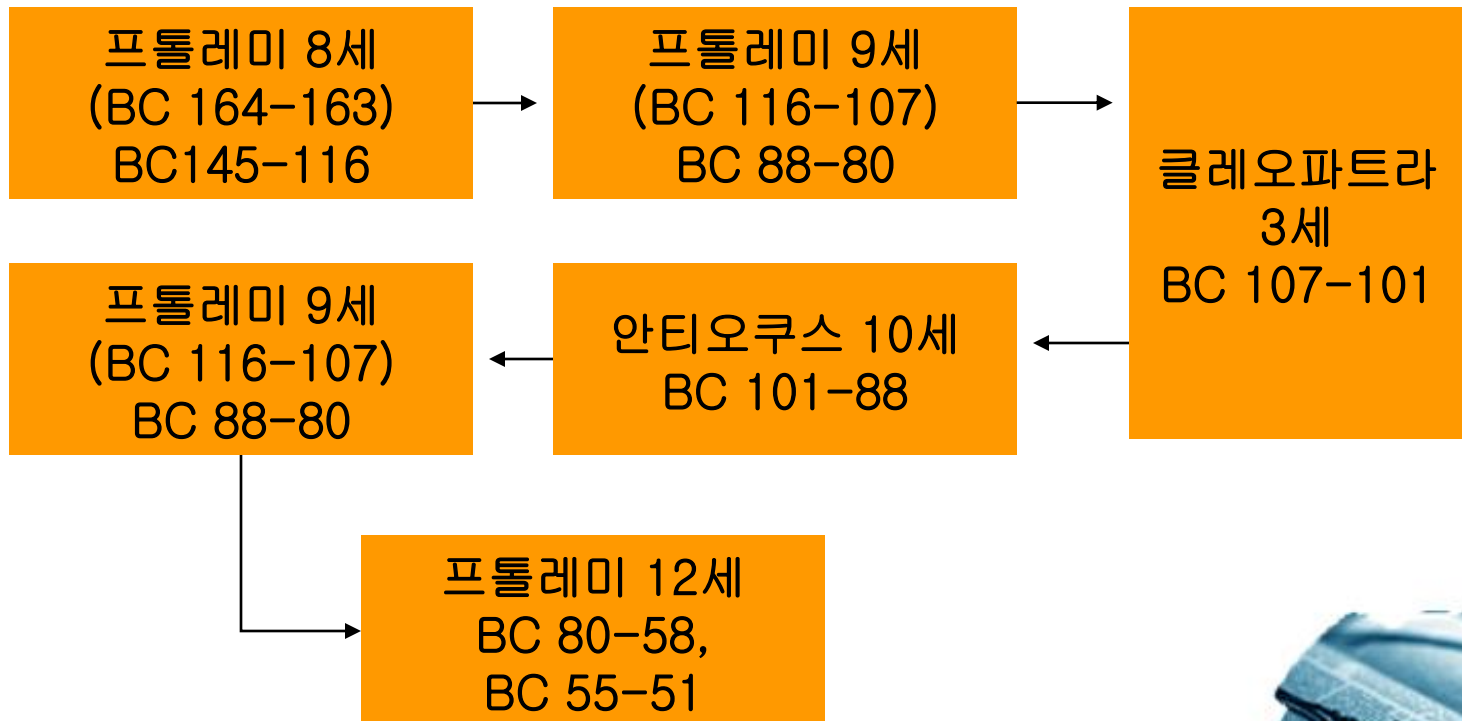 프톨레미 8세
(BC 164-163)
BC145-116
프톨레미 9세
(BC 116-107)
BC 88-80
클레오파트라
3세
BC 107-101
안티오쿠스 10세
BC 101-88
프톨레미 9세
(BC 116-107)
BC 88-80
프톨레미 12세
BC 80-58,
BC 55-51